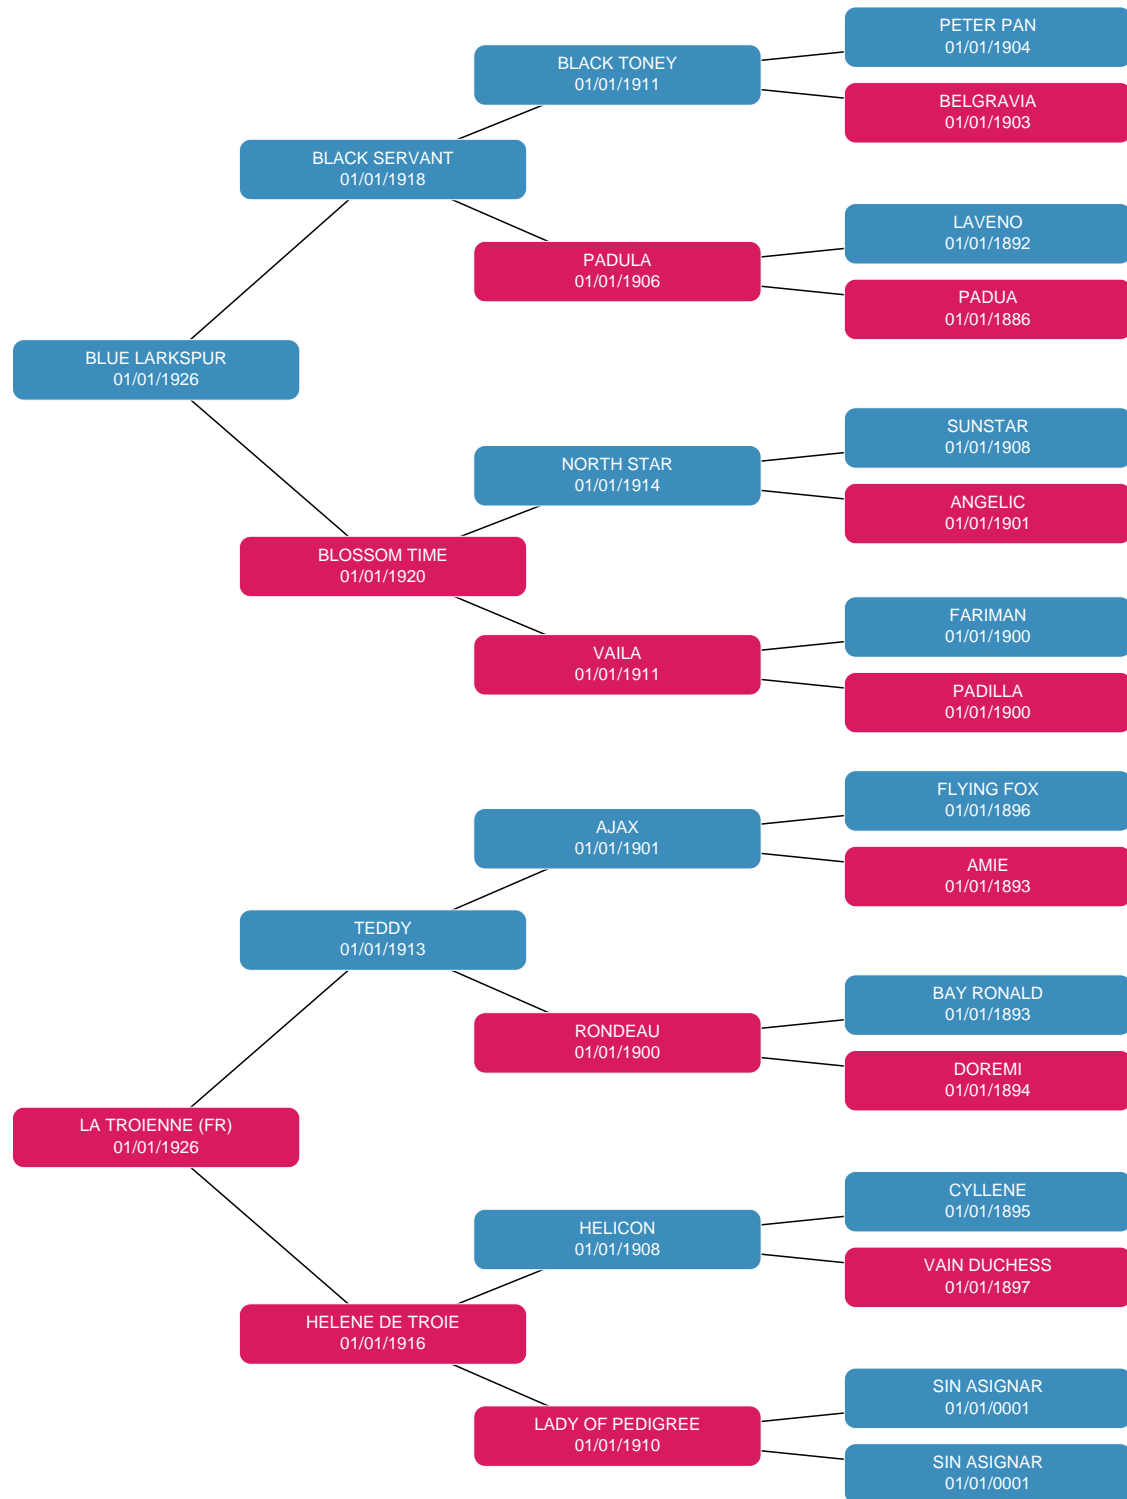 PETER PAN
01/01/1904
BLACK TONEY
01/01/1911
BELGRAVIA
01/01/1903
BLACK SERVANT
01/01/1918
LAVENO
01/01/1892
PADULA
01/01/1906
PADUA
01/01/1886
BLUE LARKSPUR
01/01/1926
SUNSTAR
01/01/1908
NORTH STAR
01/01/1914
ANGELIC
01/01/1901
BLOSSOM TIME
01/01/1920
FARIMAN
01/01/1900
VAILA
01/01/1911
PADILLA
01/01/1900
FLYING FOX
01/01/1896
AJAX
01/01/1901
AMIE
01/01/1893
TEDDY
01/01/1913
BAY RONALD
01/01/1893
RONDEAU
01/01/1900
DOREMI
01/01/1894
LA TROIENNE (FR)
01/01/1926
CYLLENE
01/01/1895
HELICON
01/01/1908
VAIN DUCHESS
01/01/1897
HELENE DE TROIE
01/01/1916
SIN ASIGNAR
01/01/0001
LADY OF PEDIGREE
01/01/1910
SIN ASIGNAR
01/01/0001